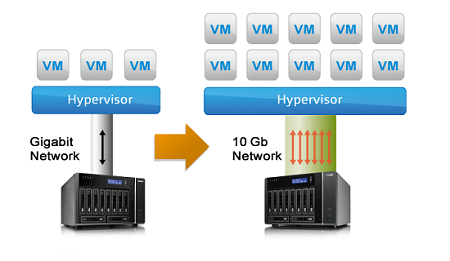 VM VM VM
Hypervisor
Gigabit
Network
VM VM VM VM VM
VM VM VM VM VM
Hypervisor
10 Gb
Network